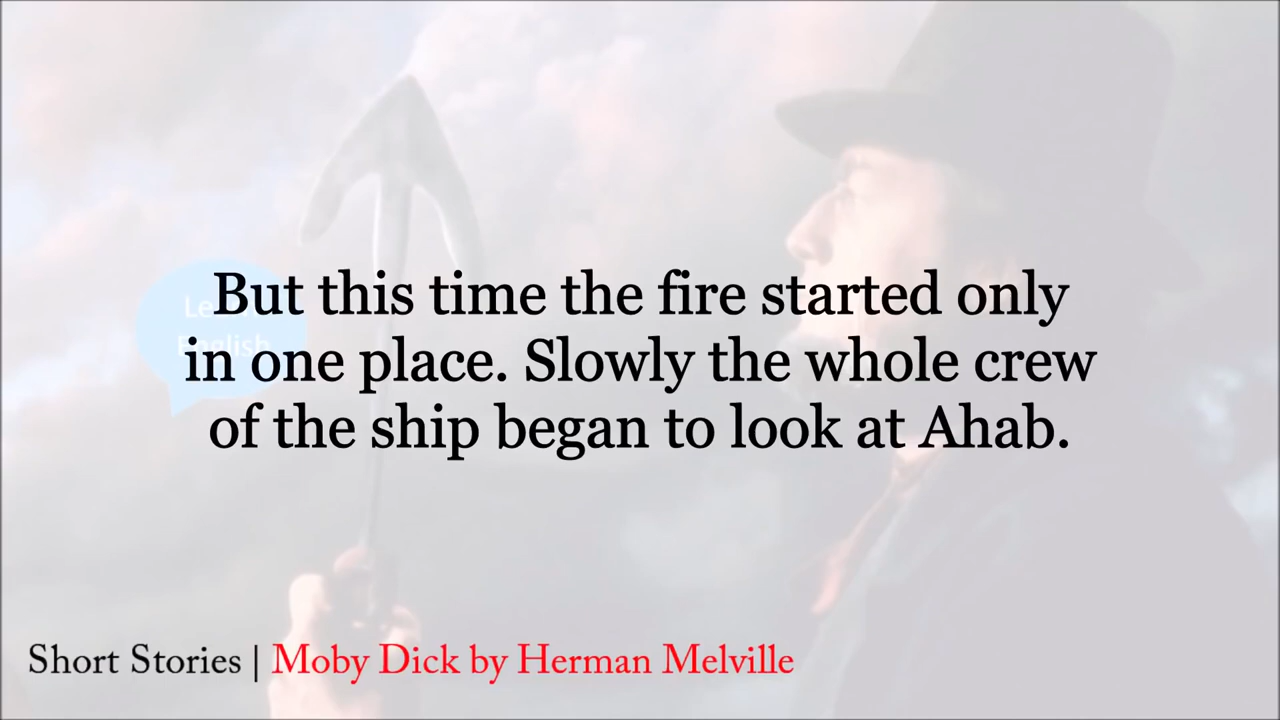 But this time the fire started only
in one place. Slowly the whole crew
of the ship began to look at Ahab.
English
Short Stories | Moby Dick by Herman Melville